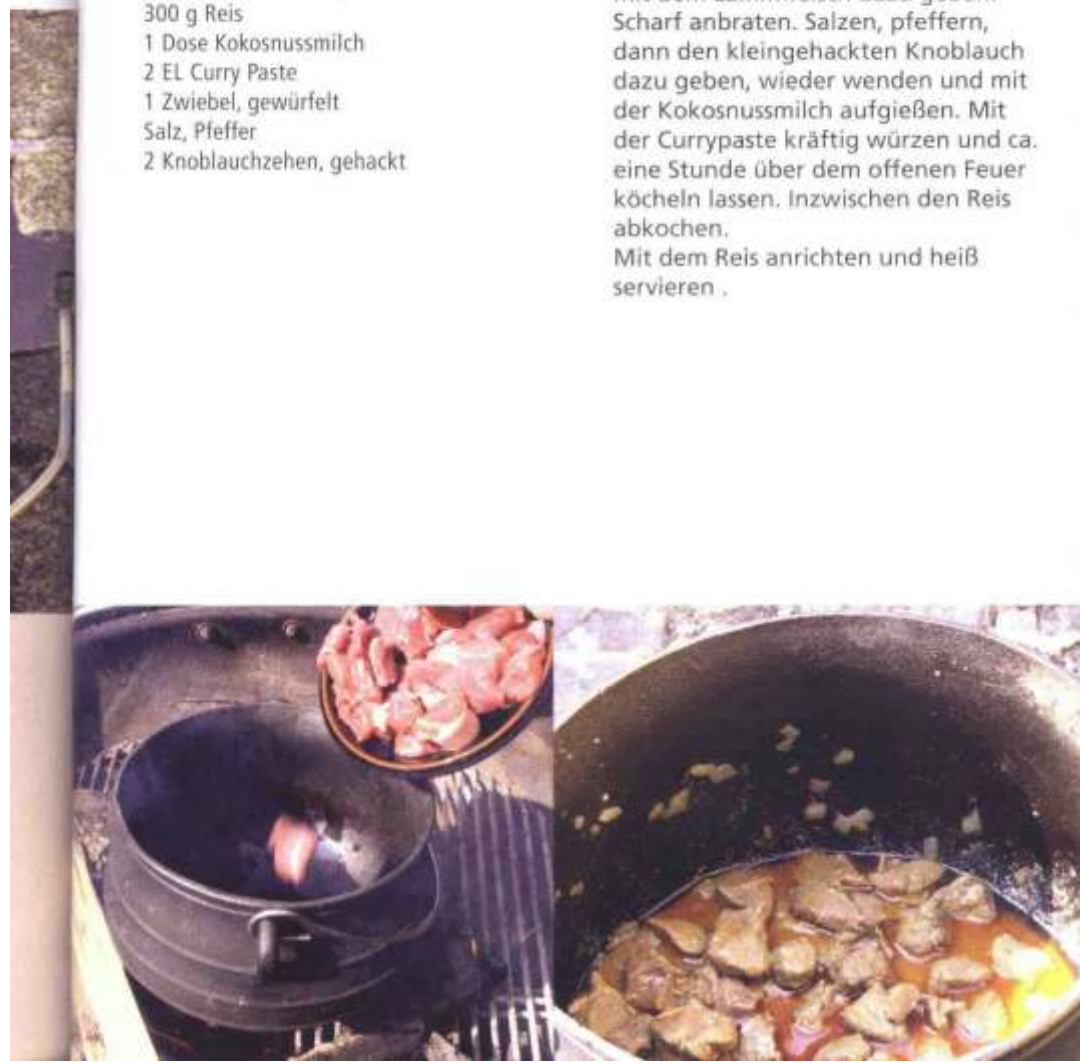 300 g Reis
1 Dose Kokosnussmilch
2 EL Curry Paste
1 Zwiebel, gewürfelt
Salz, Pfeffer
2 Knoblauchzehen, gehackt
Scharf anbraten. Salzen, pfeffern,
dann den kleingehackten Knoblauch
dazu geben, wieder wenden und mit
der Kokosnussmilch aufgießen. Mit
der Currypaste kräftig würzen und ca.
eine Stunde über dem offenen Feuer
köcheln lassen. Inzwischen den Reis
abkochen.
Mit dem Reis anrichten und heiß
servieren .